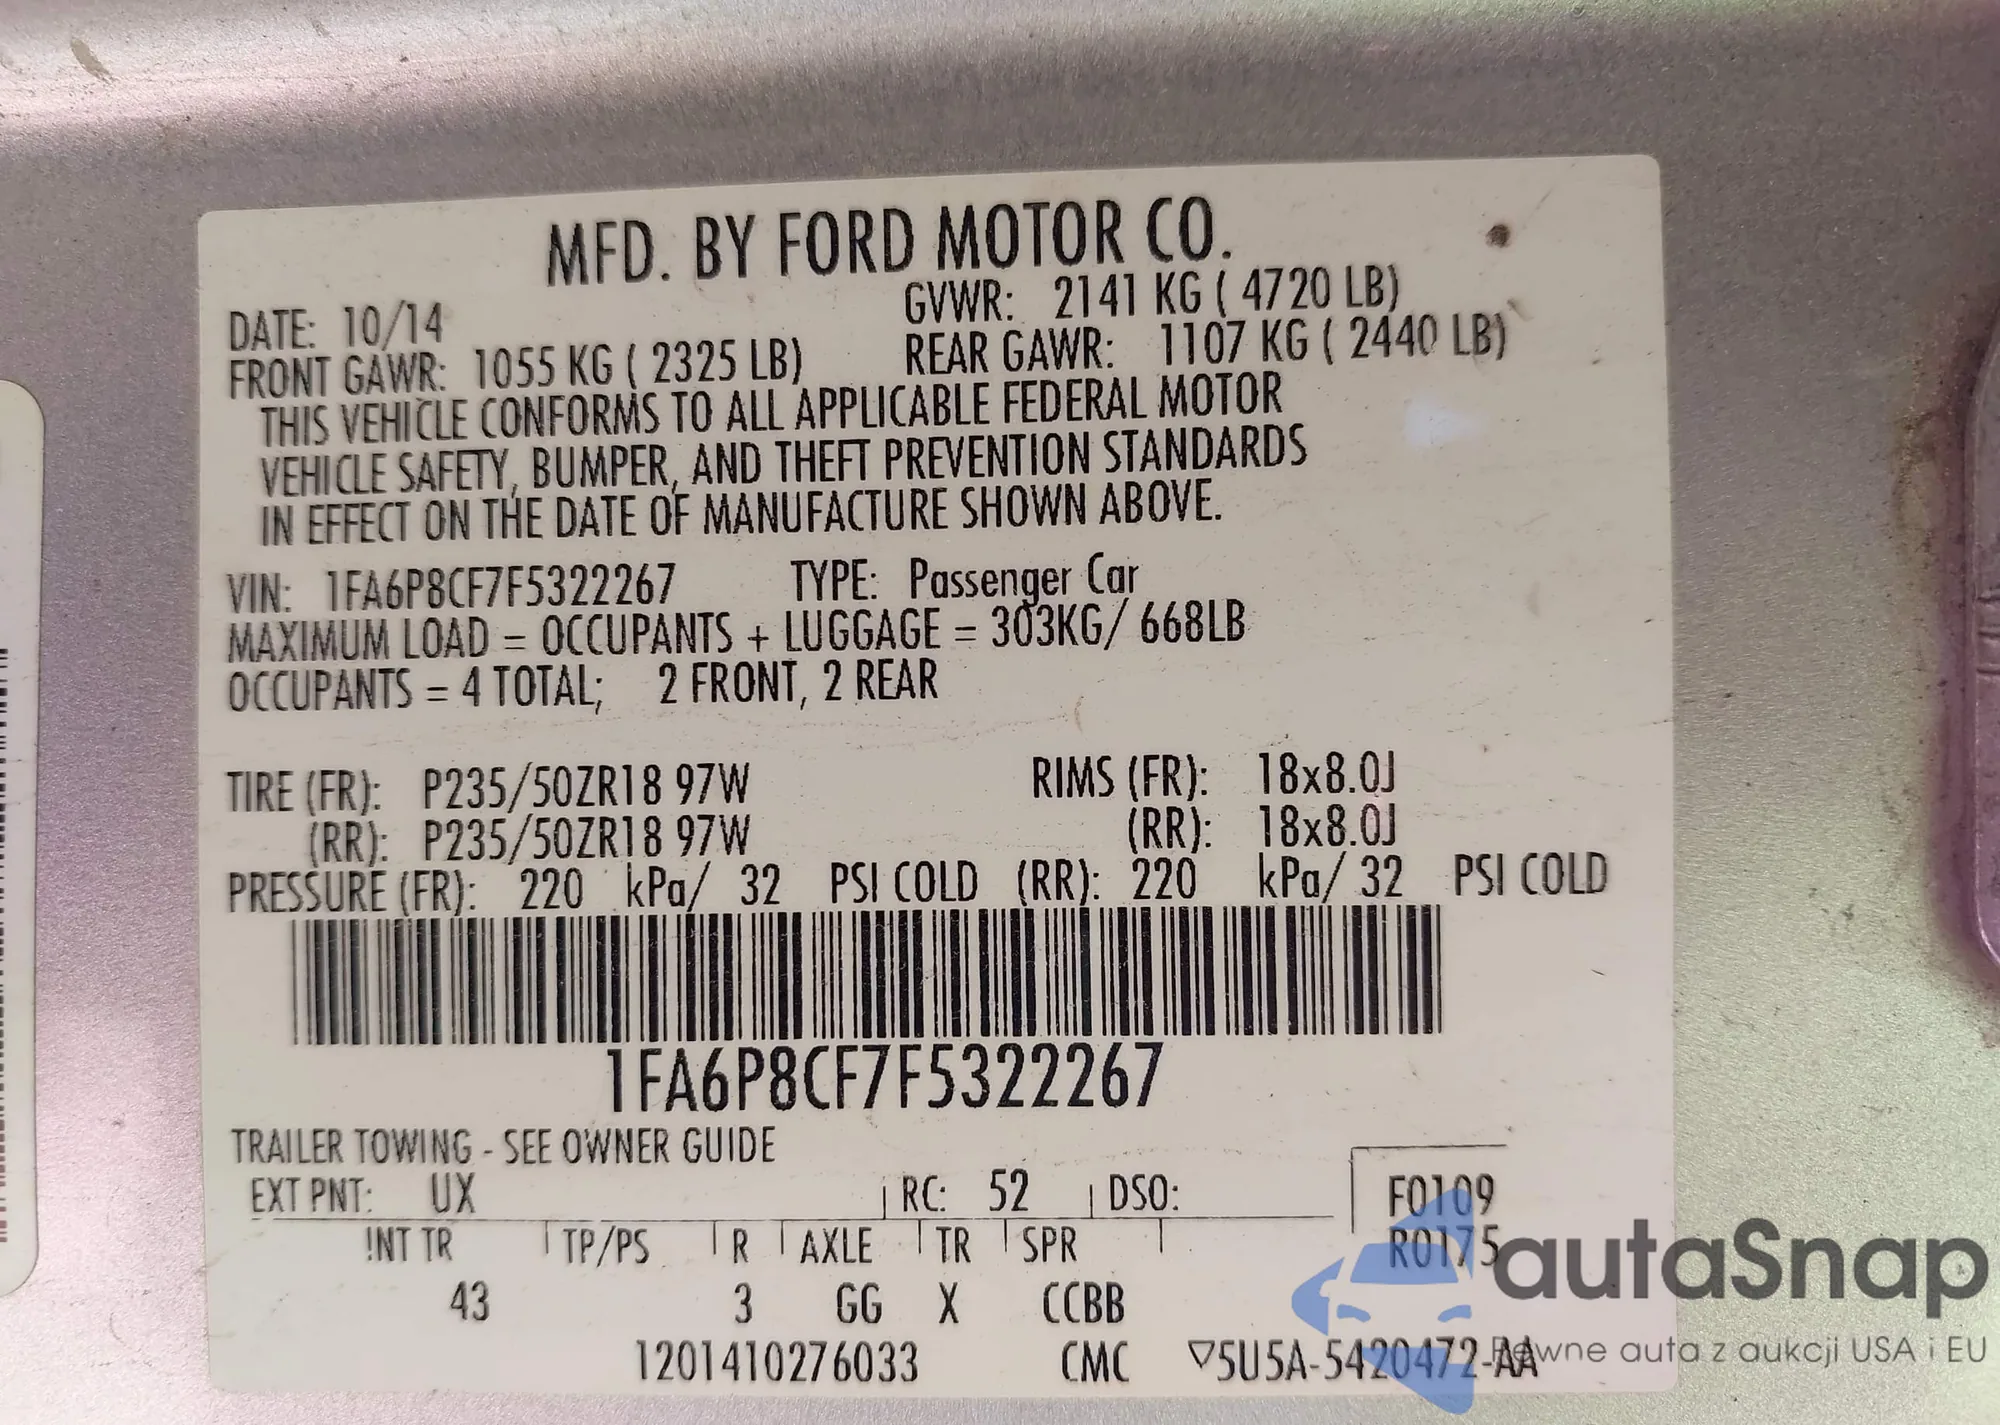 MFD. BY FORD MOTOR CO.
DATE: 10/14 GVWR: 2141 KG ( 4720 LB)
FRONT GAWR: 1055 KG ( 2325 LB) REAR GAWR: 1107 KG ( 2440 LB)
THIS VEHICLE CONFORMS TO ALL APPLICABLE FEDERAL MOTOR
VEHICLE SAFETY, BUMPER, AND THEFT PREVENTION STANDARDS
IN EFFECT ON THE DATE OF MANUFACTURE SHOWN ABOVE.
VIN: 1FA6P8CF7F5322267 TYPE: Passenger Car
MAXIMUM LOAD = OCCUPANTS + LUGGAGE = 303KG/ 668LB
OCCUPANTS = 4 TOTAL; 2 FRONT, 2 REAR
TIRE (FR): P235/50ZR18 97W RIMS (FR): 18x8.0J
(RR): P235/50ZR18 97W (RR): 18x8.0J
PRESSURE (FR): 220 kPa/ 32 PSI COLD (RR): 220 kPa/ 32 PSI COLD
1FA6P8CF7F5322267
TRAILER TOWING - SEE OWNER GUIDE
EXT PNT: UX RC: 52 DSO: F0109
INT TR TP/PS R AXLE TR SPR R0175
43 3 GG X CCBB
1201410276033 CMC ▽5U5A-5420472-AA
autaSnap
Pewne auta z aukcji USA i EU